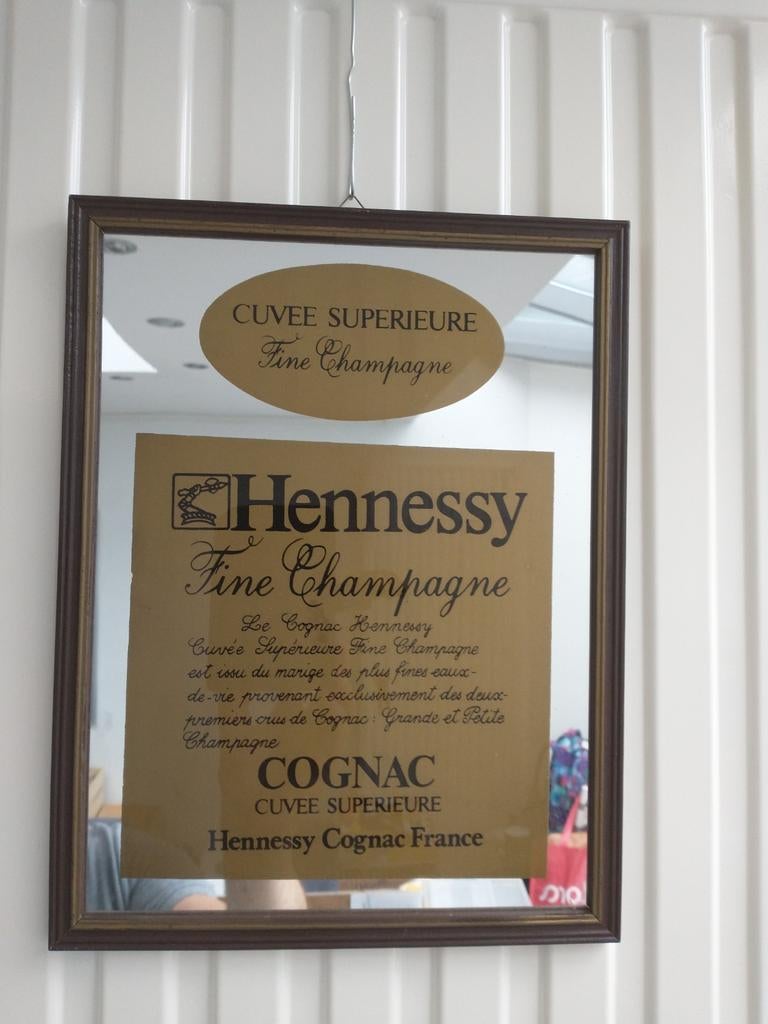 CUVEE SUPERIEURE
Fine Champagne
Hennessy
Fine Champagne
Le Cognac Hennessy
Cuvée Supérieure Fine Champagne
est issu du marige des plus fines eaux-
de-vie provenant exclusivement des deux-
premiers crus de Cognac : Grande et Petite
Champagne
COGNAC
CUVEE SUPERIEURE
Hennessy Cognac France